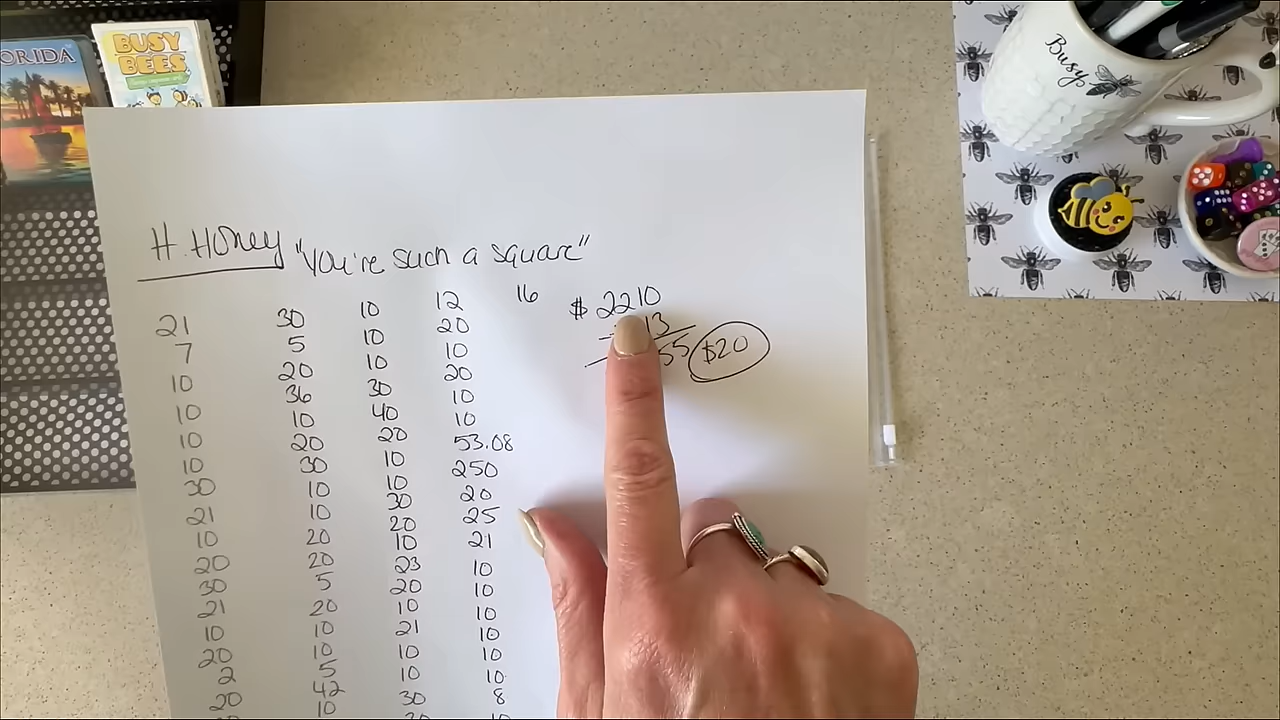 ORIDA
BUSY
BEES
Busy
H. Honey "You're such a square"
21 30 10 12 16 $ 2210
7 5 10 20 13
10 20 10 10 55 $20
10 36 30 20
10 10 40 10
10 20 20 10
30 30 10 53.08
21 10 10 250
10 10 30 20
20 20 20 25
30 20 10 21
21 5 23 10
10 20 20 10
20 10 10 10
2 5 21 10
20 42 10 10
10 30 10
8